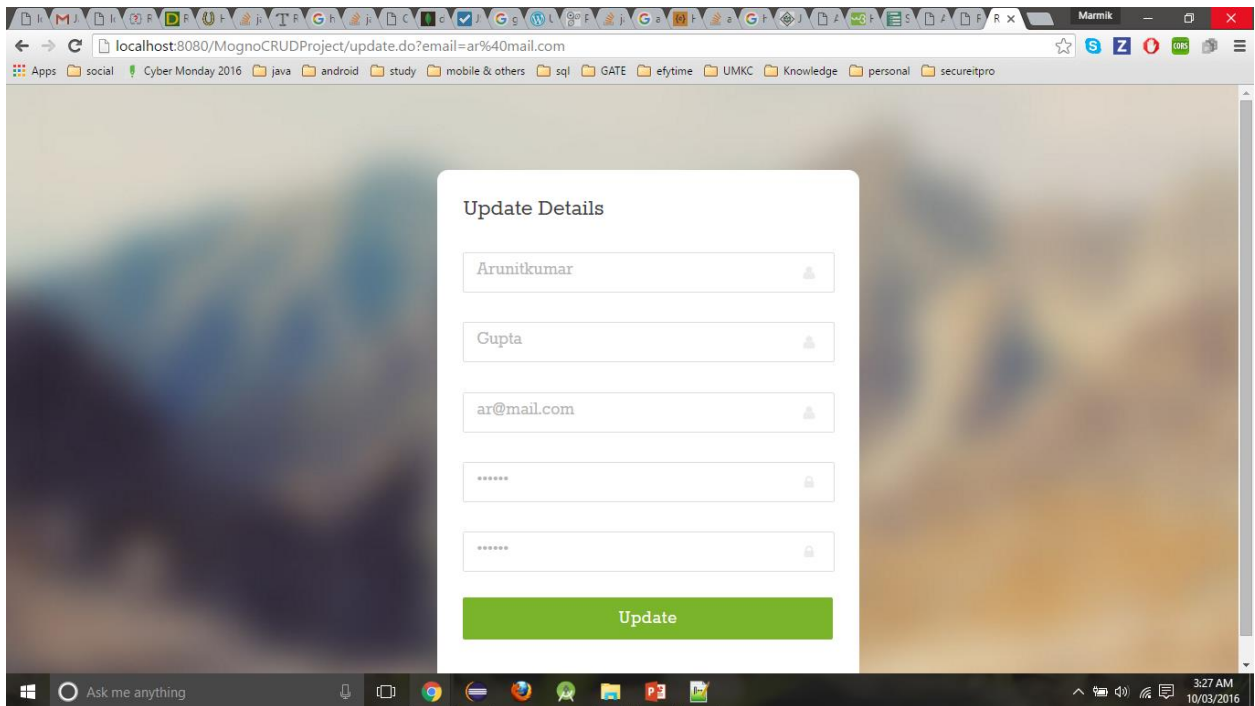 Marmik
localhost:8080/MognoCRUDProject/update.do?email=ar%40mail.com
Apps social Cyber Monday 2016 java android study mobile & others sql GATE efytime UMKC Knowledge personal secureitpro
Update Details
Arunitkumar
Gupta
ar@mail.com
••••••
••••••
Update
Ask me anything
3:27 AM
10/03/2016